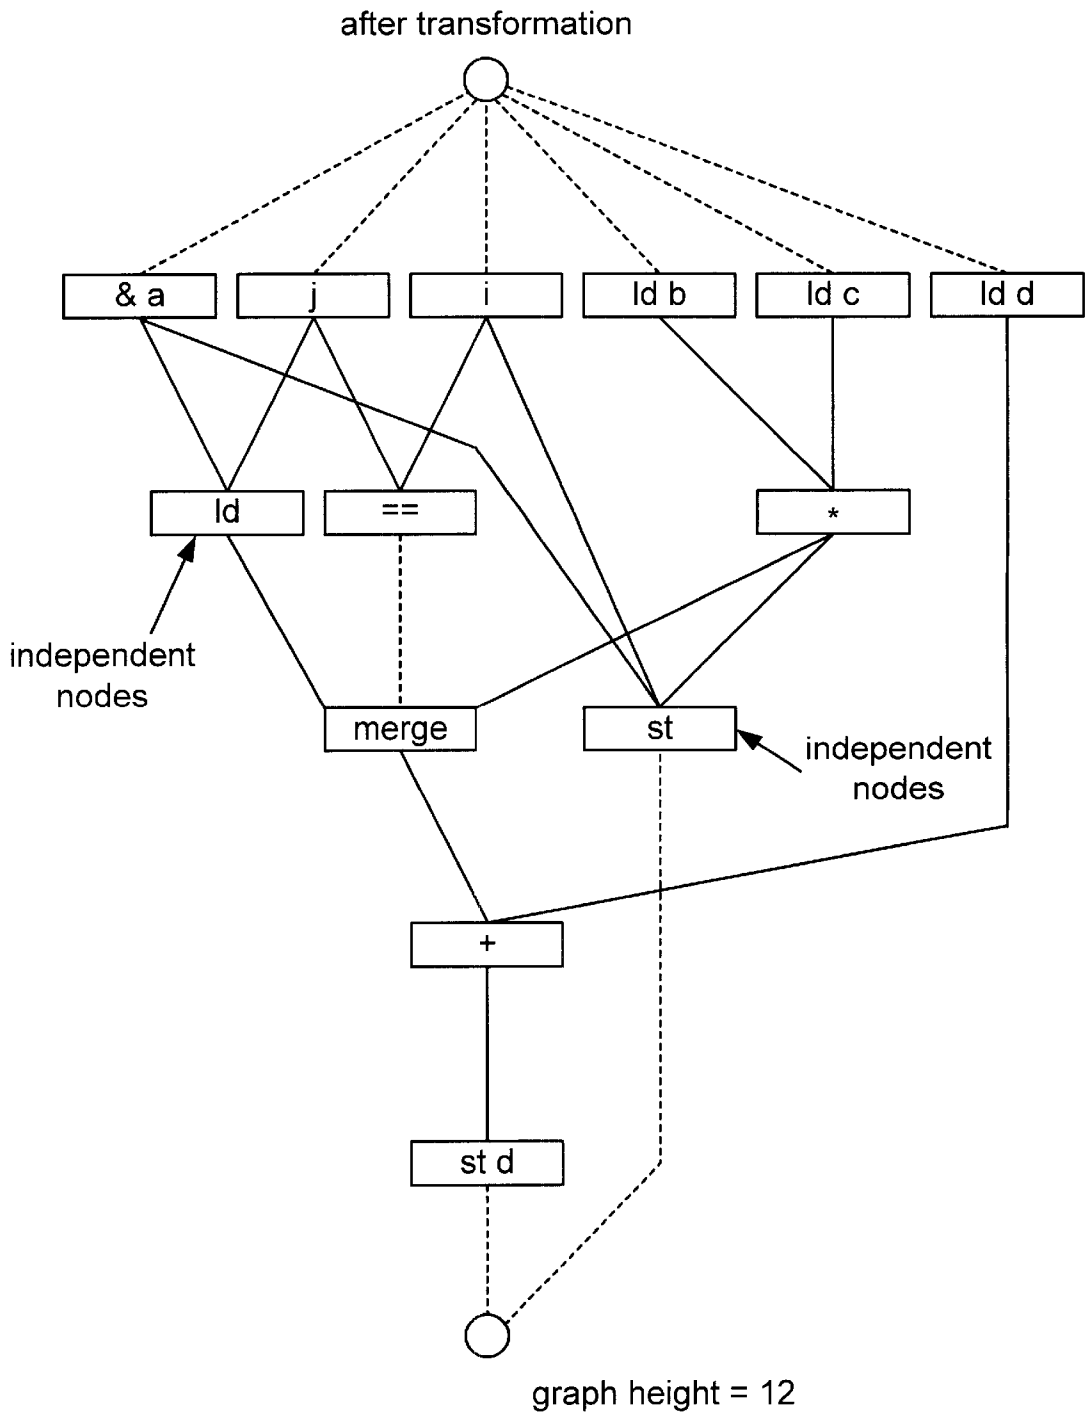 after transformation
& a
j
i
ld b
ld c
ld d
ld
==
*
independent
nodes
merge
st
independent
nodes
+
st d
graph height = 12